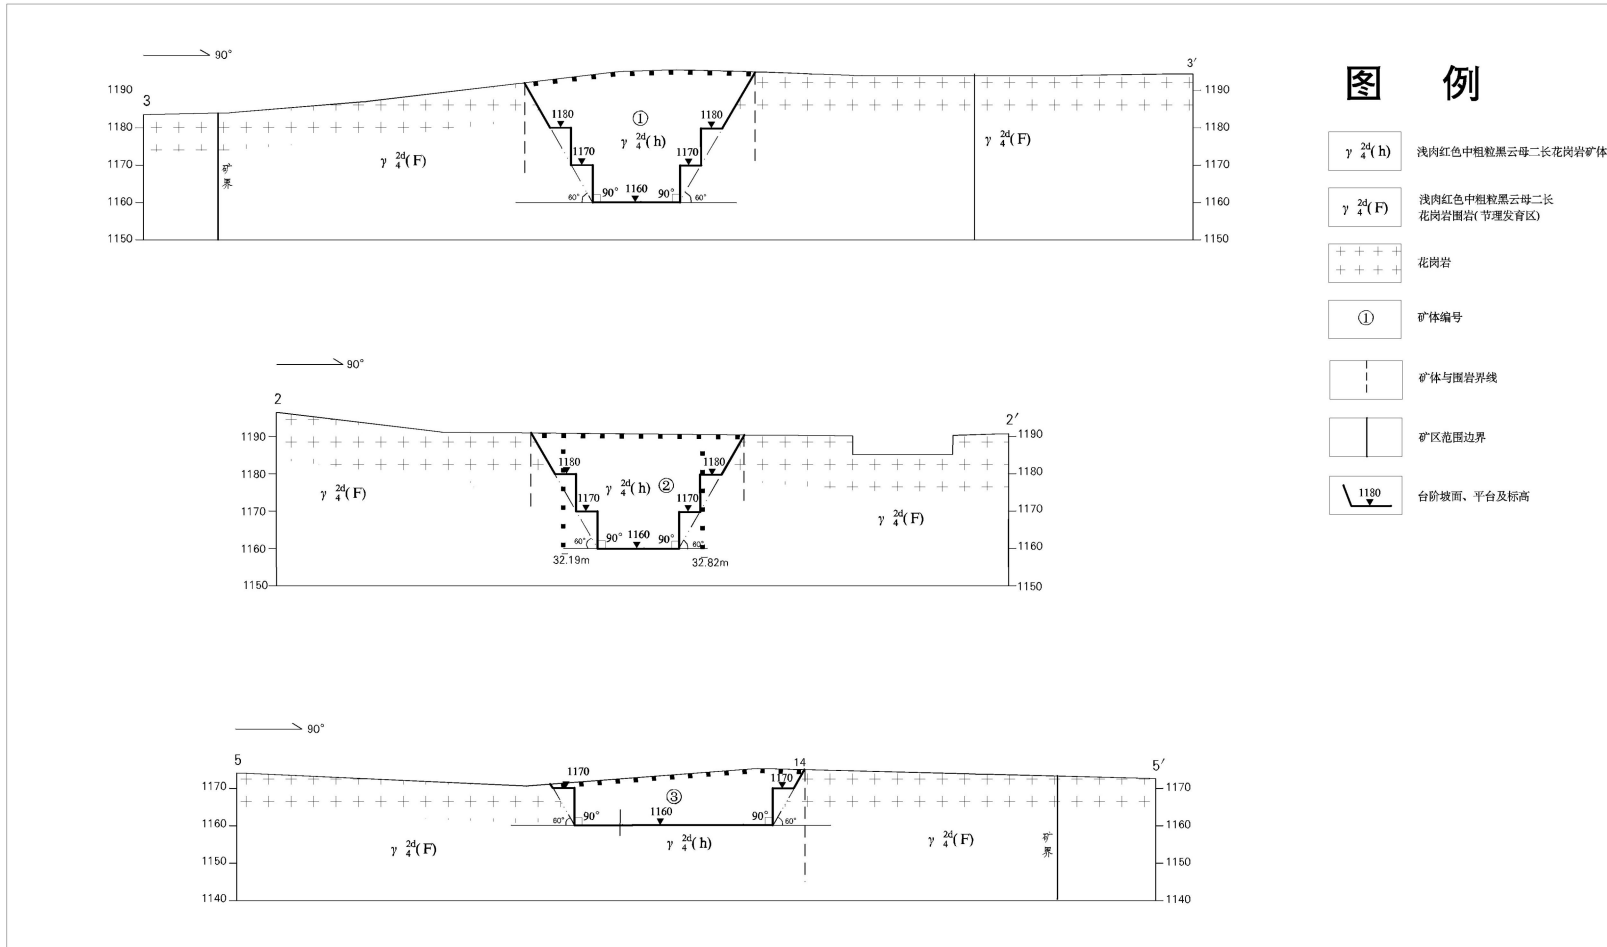 90°
3
3′
1190
1180
1170
1160
1150
1190
1180
1170
1160
1150
矿界
γ 2d 4 (F)
①
γ 2d 4 (h)
γ 2d 4 (F)
1180
1180
1170
1170
1160
90°
90°
60°
60°
90°
2
2′
1190
1180
1170
1160
1150
1190
1180
1170
1160
1150
γ 2d 4 (F)
γ 2d 4 (h) ②
γ 2d 4 (F)
1180
1180
1170
1170
1160
90°
90°
60°
60°
32.19m
32.82m
90°
5
14
5′
1170
1160
1150
1140
1170
1160
1150
1140
1170
1170
③
1160
90°
90°
60°
60°
γ 2d 4 (F)
γ 2d 4 (h)
γ 2d 4 (F)
矿界
图 例
γ 2d 4 (h) 浅肉红色中粗粒黑云母二长花岗岩矿体
γ 2d 4 (F) 浅肉红色中粗粒黑云母二长
花岗岩围岩(节理发育区)
花岗岩
① 矿体编号
矿体与围岩界线
矿区范围边界
1180 台阶坡面、平台及标高